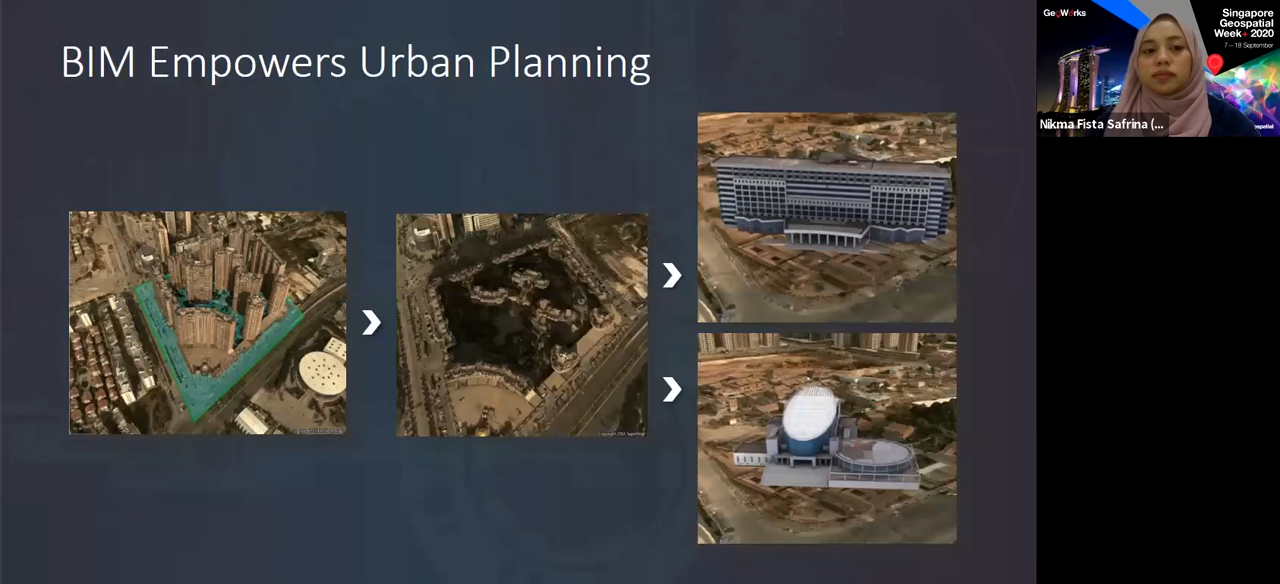 BIM Empowers Urban Planning
GeoWorks
Singapore
Geospatial
Week 2020
7 – 18 September
Nikma Fista Safrina (...